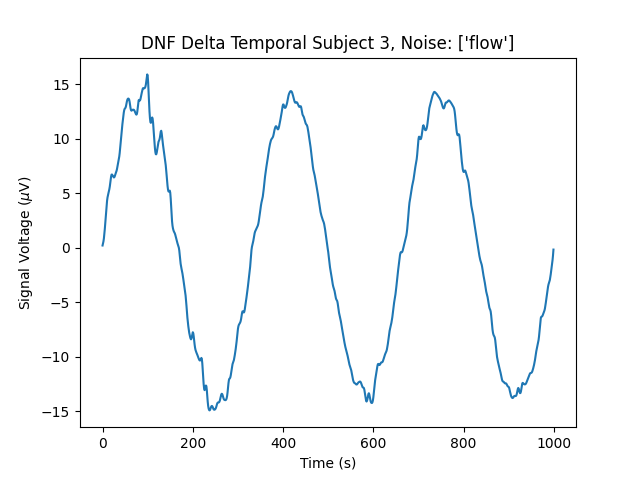 DNF Delta Temporal Subject 3, Noise: ['flow']
Signal Voltage (μV)
15
10
5
0
−5
−10
−15
0 200 400 600 800 1000
Time (s)